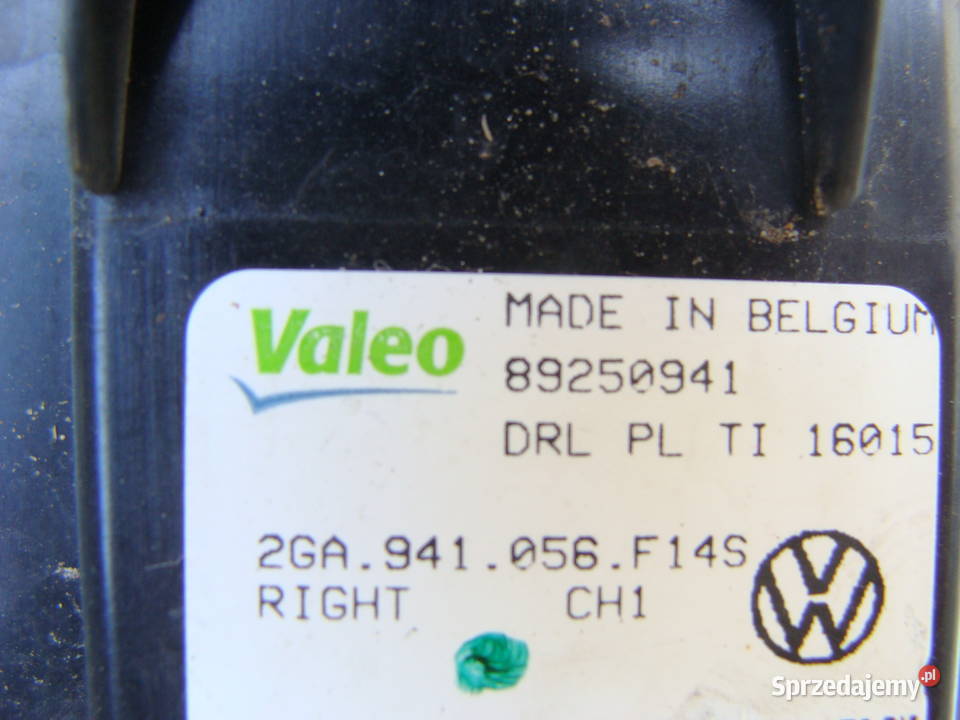 Valeo
MADE IN BELGIUM
89250941
DRL PL TI 16015
2GA.941.056.F14S
RIGHT CH1
Sprzedajemy.pl